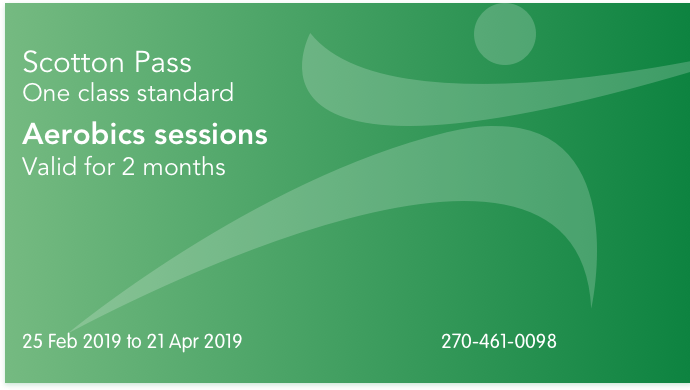 Scotton Pass
One class standard
Aerobics sessions
Valid for 2 months
25 Feb 2019 to 21 Apr 2019
270-461-0098